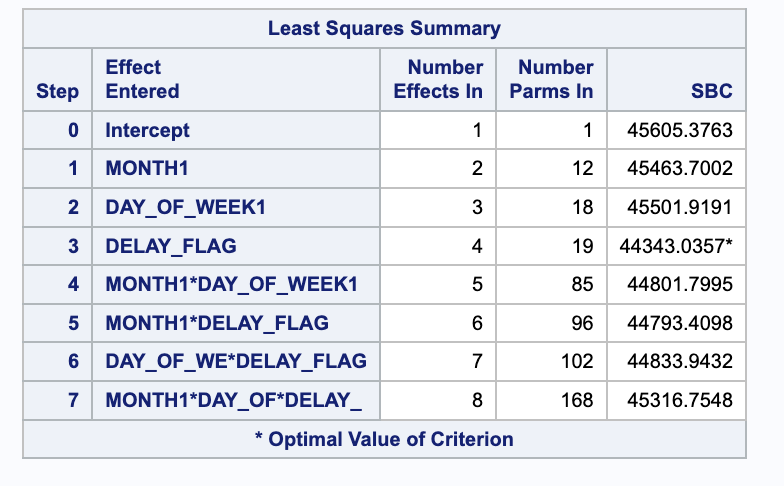 Least Squares Summary
Step Effect Entered Number Effects In Number Parms In SBC
0 Intercept 1 1 45605.3763
1 MONTH1 2 12 45463.7002
2 DAY_OF_WEEK1 3 18 45501.9191
3 DELAY_FLAG 4 19 44343.0357*
4 MONTH1*DAY_OF_WEEK1 5 85 44801.7995
5 MONTH1*DELAY_FLAG 6 96 44793.4098
6 DAY_OF_WE*DELAY_FLAG 7 102 44833.9432
7 MONTH1*DAY_OF*DELAY_ 8 168 45316.7548
* Optimal Value of Criterion